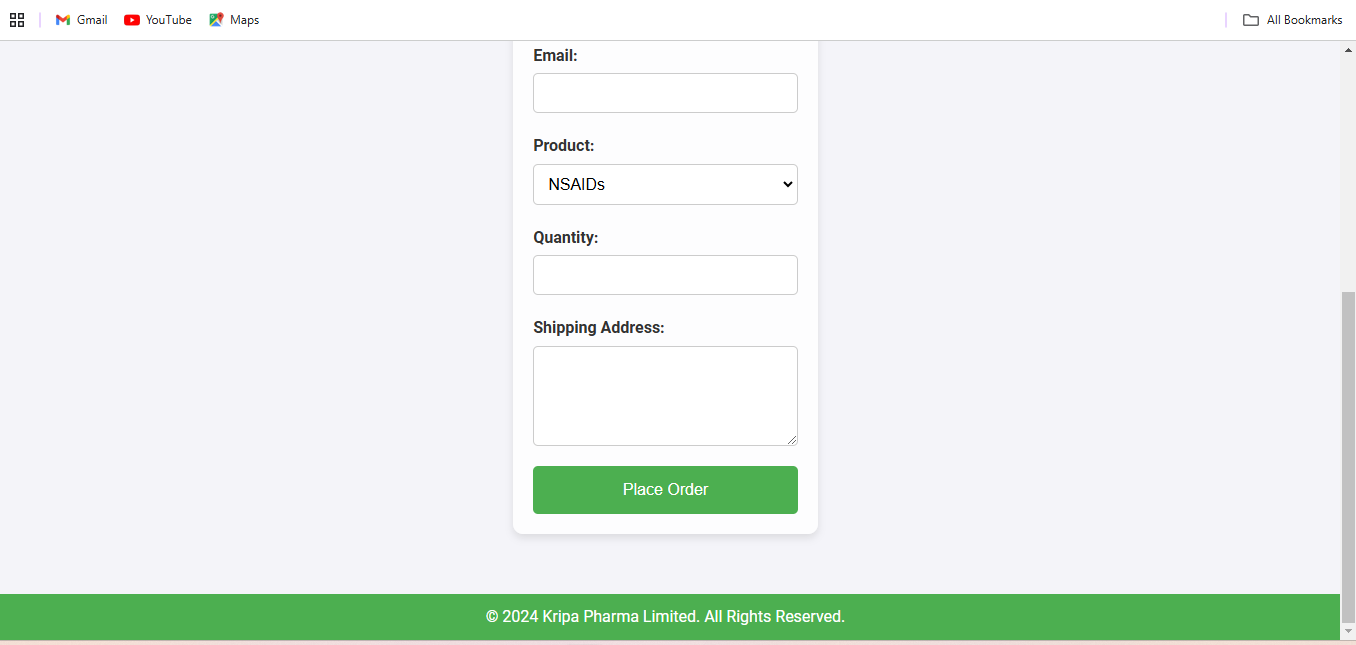 Gmail YouTube Maps All Bookmarks
Email:
Product:
NSAIDs
Quantity:
Shipping Address:
Place Order
© 2024 Kripa Pharma Limited. All Rights Reserved.